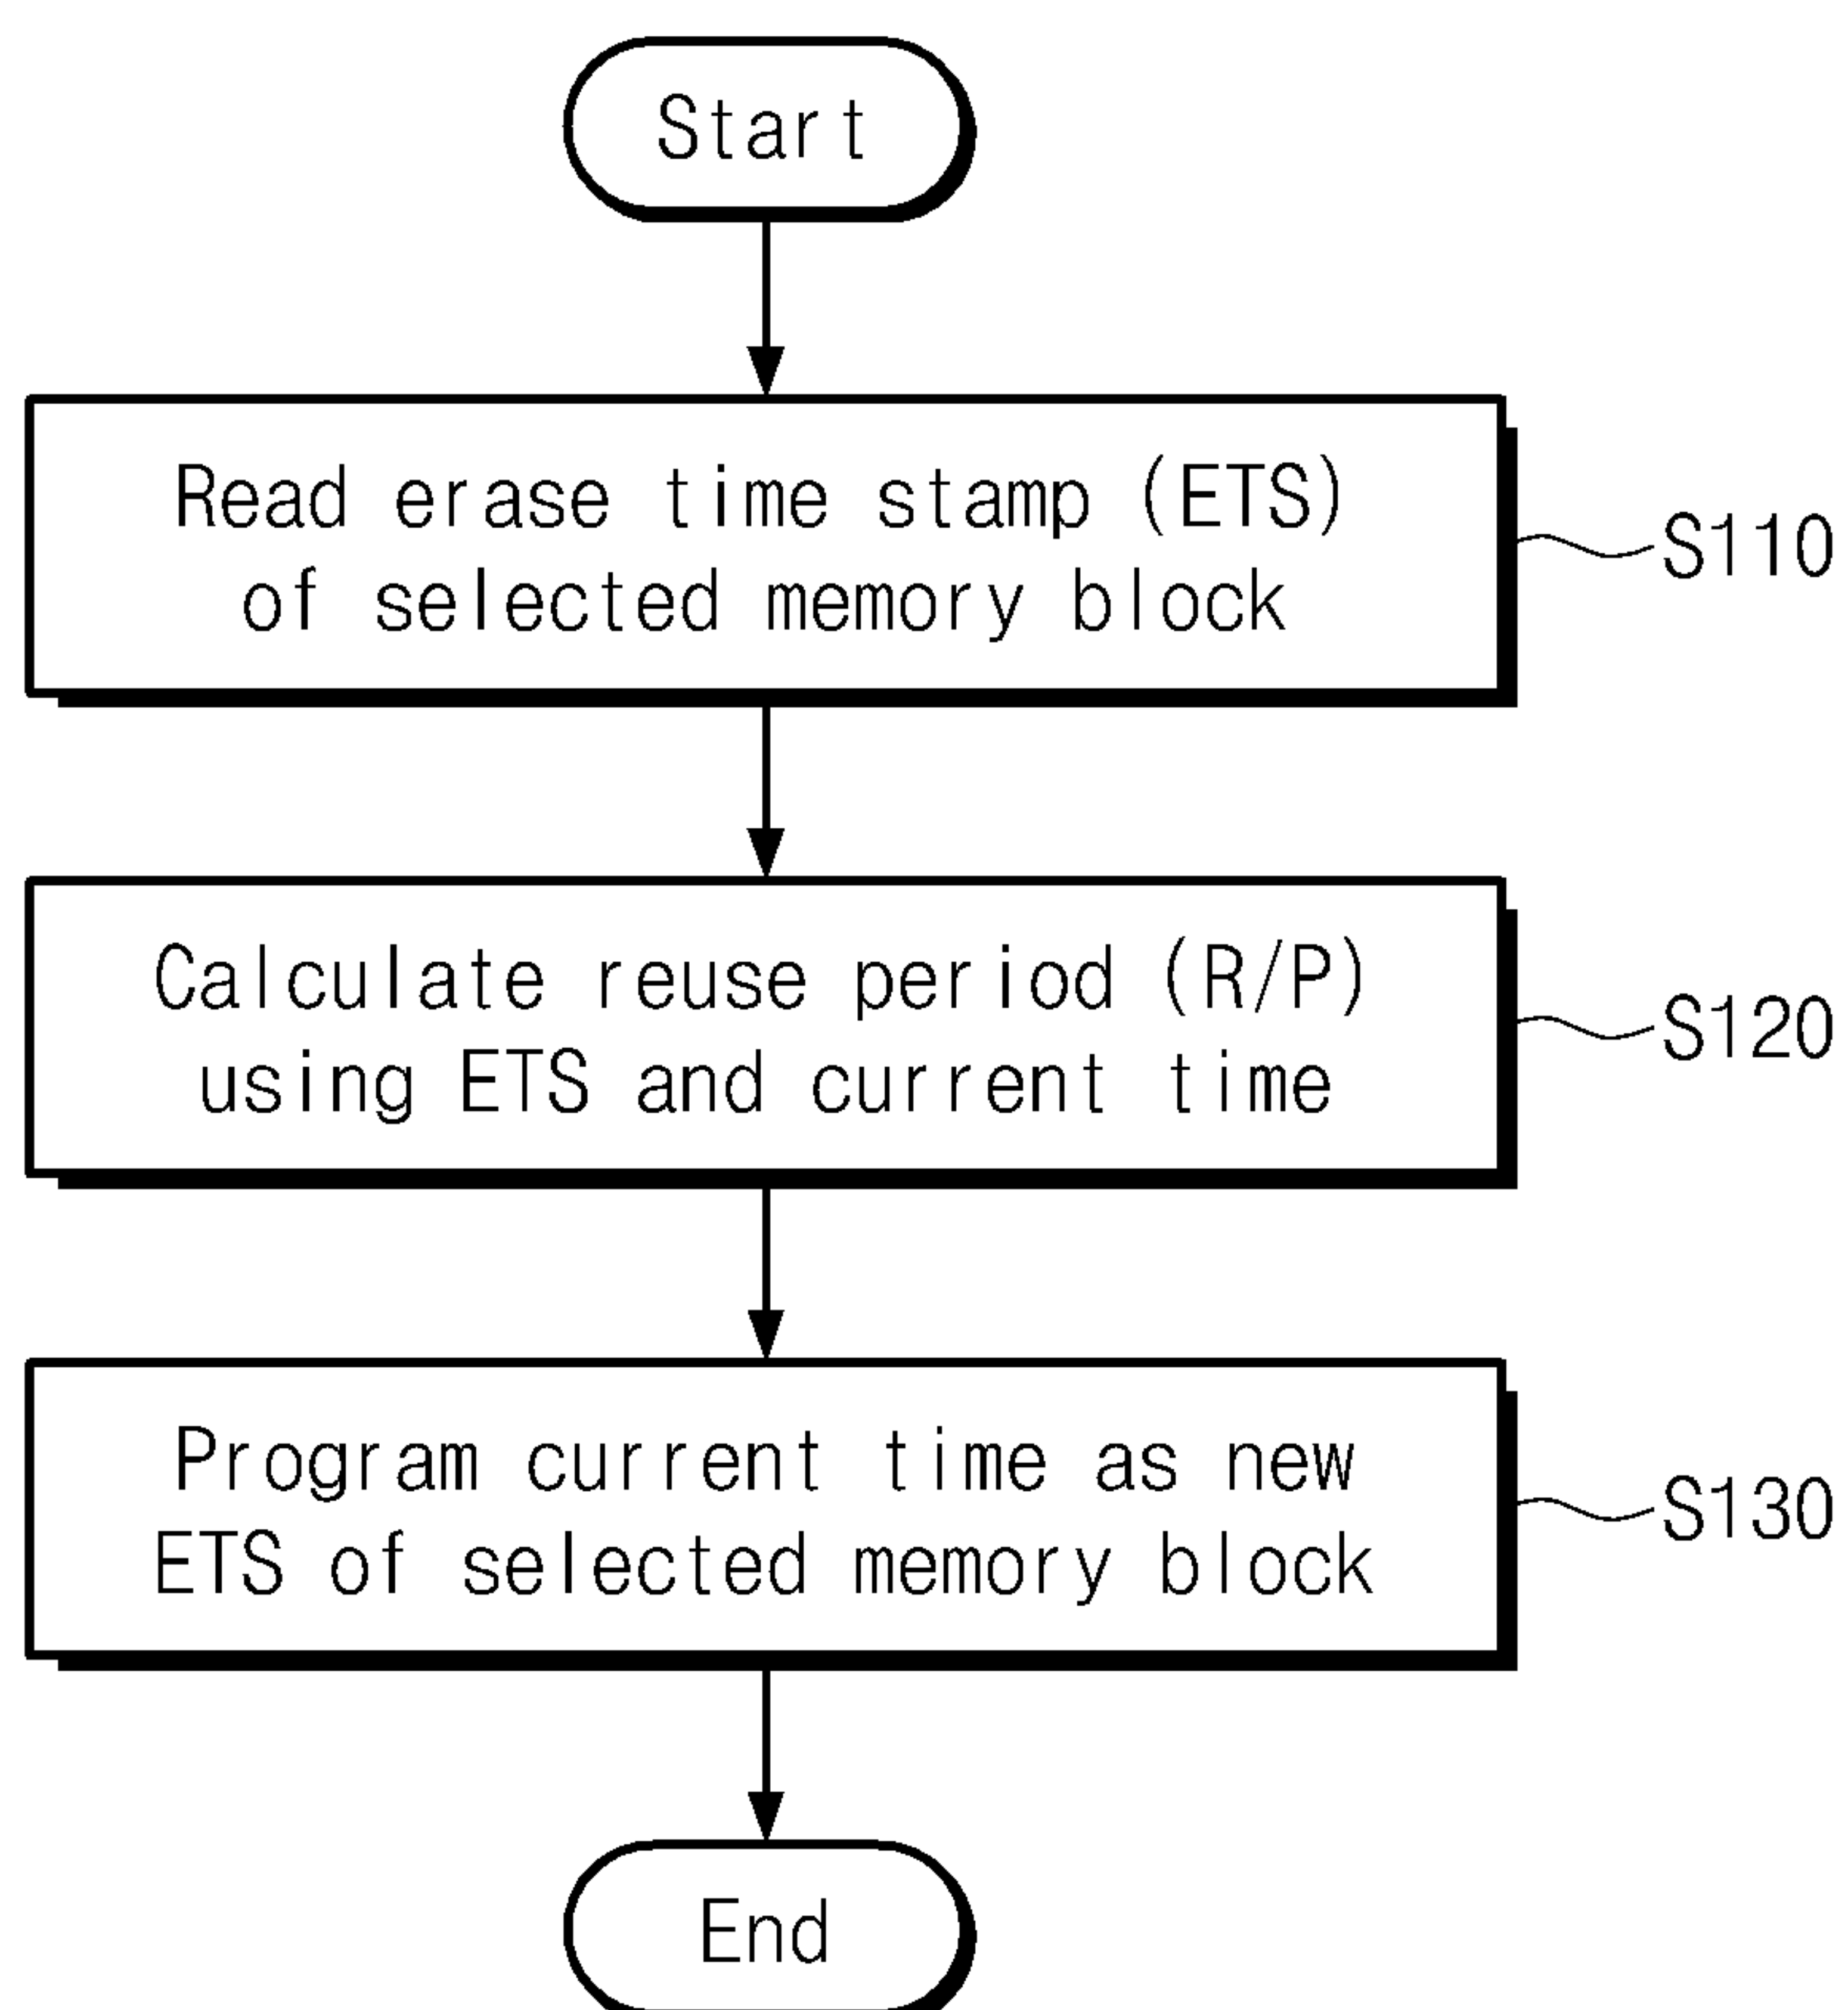 Start
Read erase time stamp (ETS)
of selected memory block
S110
Calculate reuse period (R/P)
using ETS and current time
S120
Program current time as new
ETS of selected memory block
S130
End